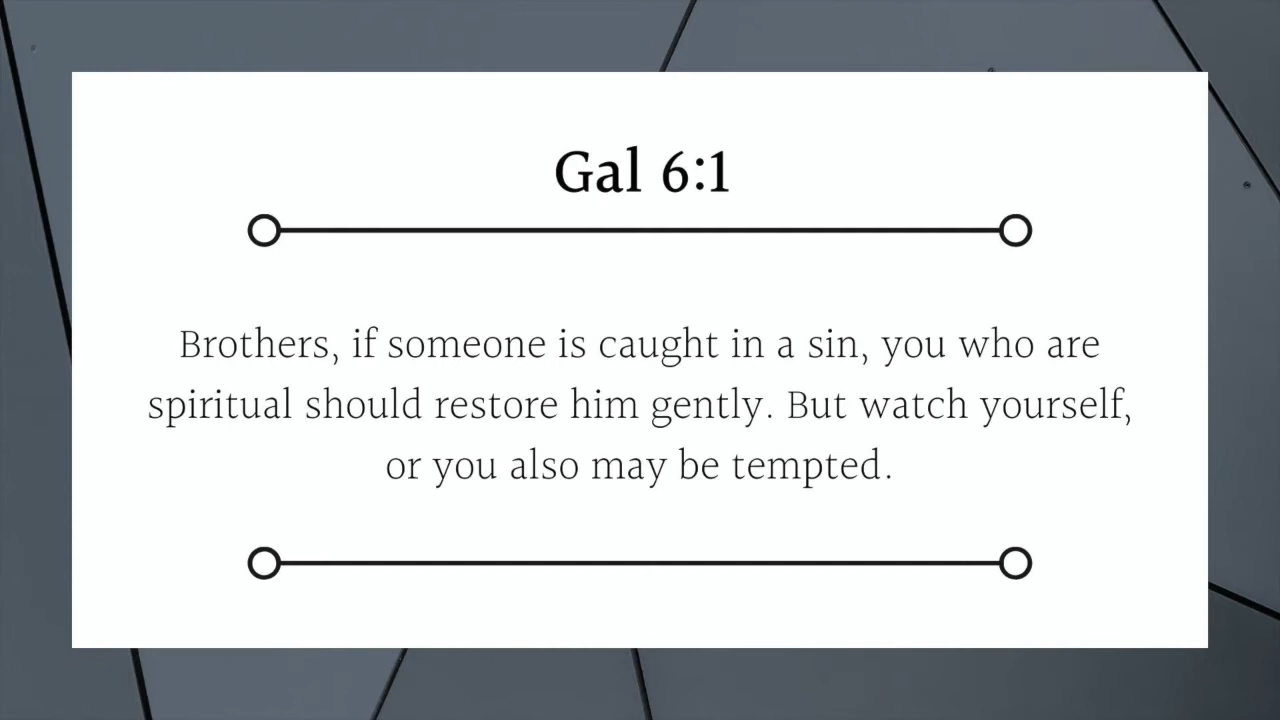 Gal 6:1
Brothers, if someone is caught in a sin, you who are
spiritual should restore him gently. But watch yourself,
or you also may be tempted.